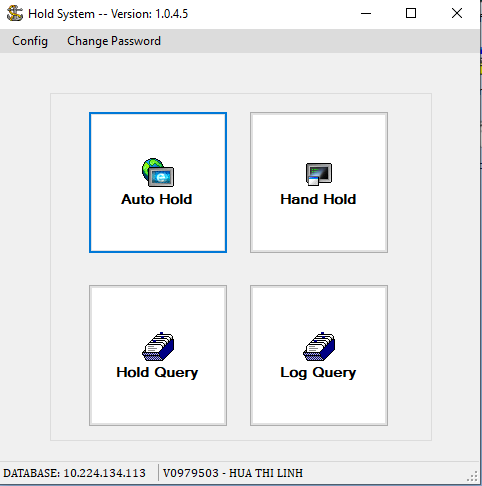 Hold System -- Version: 1.0.4.5
Config Change Password
Auto Hold Hand Hold
Hold Query Log Query
DATABASE: 10.224.134.113 V0979503 - HUA THI LINH